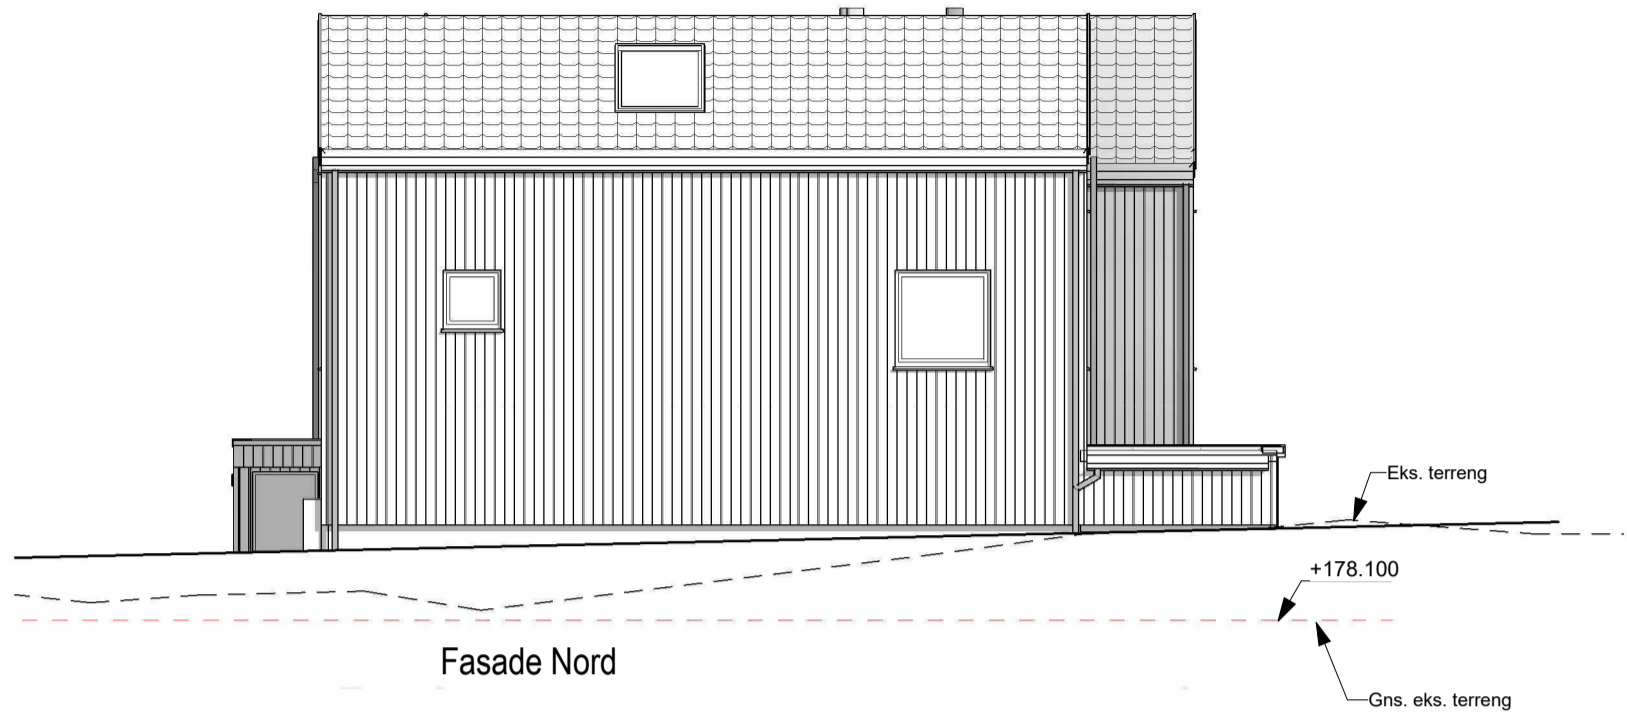 Eks. terreng
+178.100
Fasade Nord
Gns. eks. terreng